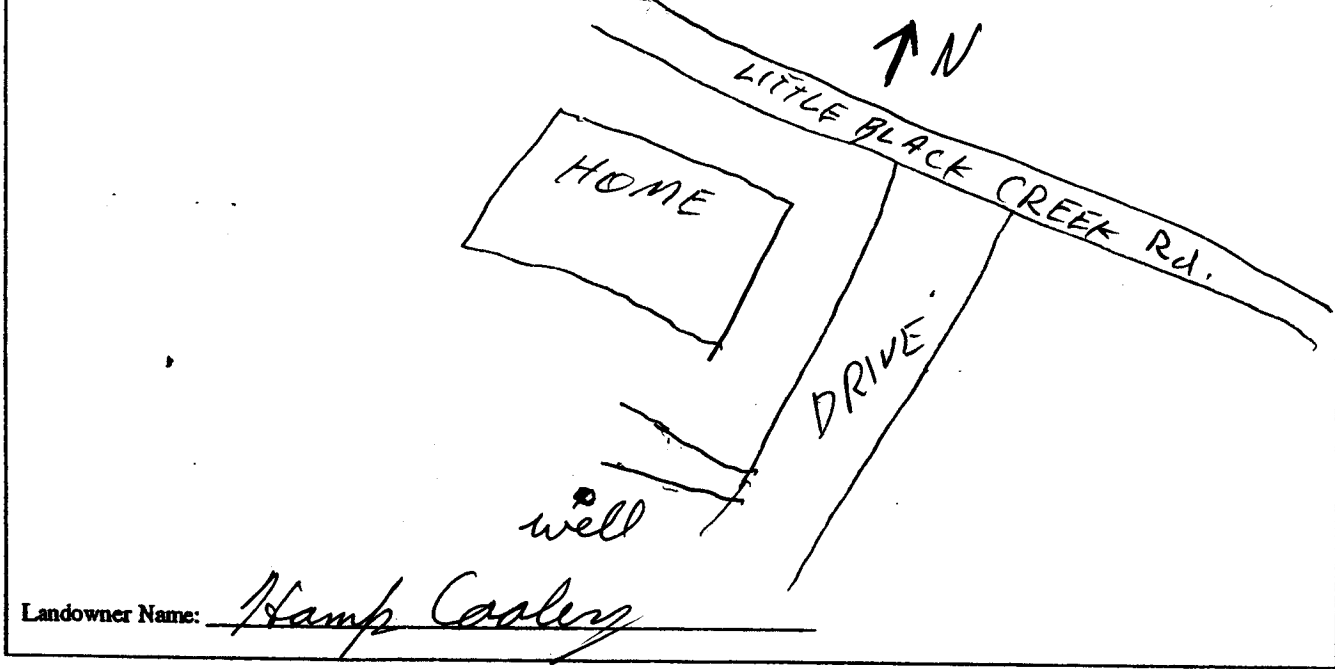 N
LITTLE BLACK CREEK Rd.
HOME
DRIVE
well
Landowner Name: Hamp Cooley